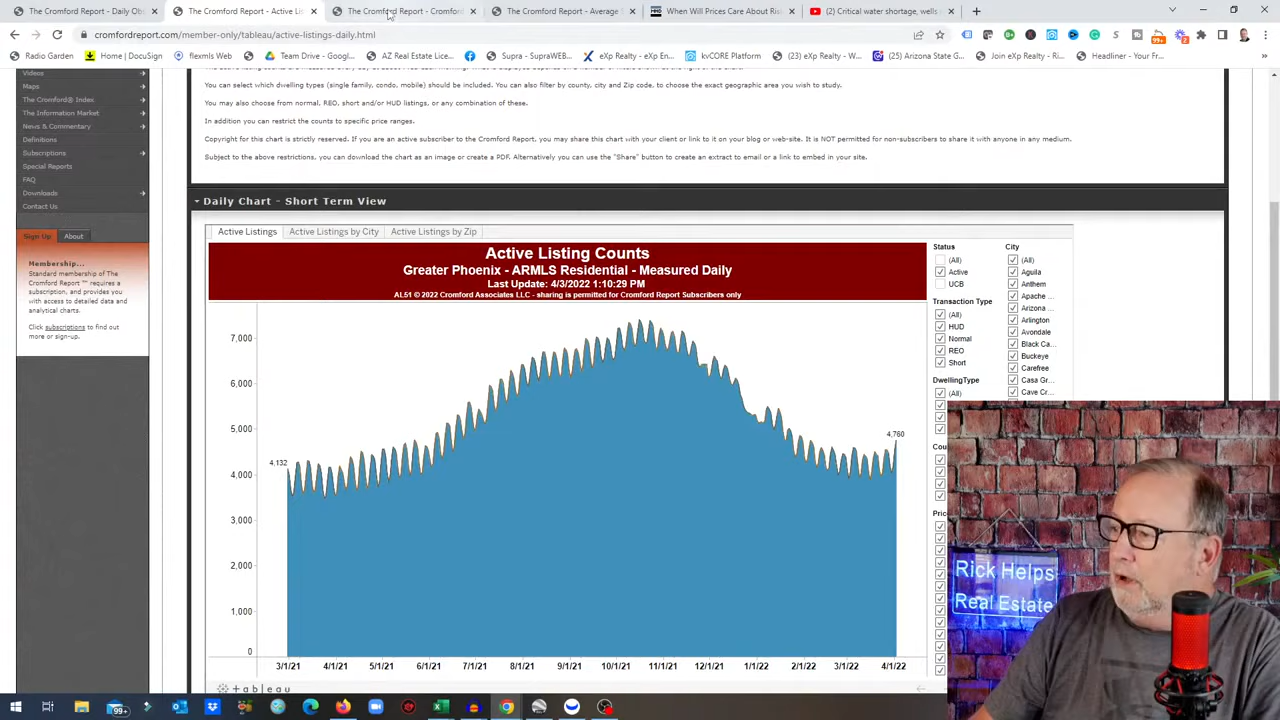 The Cromford Report - Daily Obs
The Cromford Report - Active Li
The Cromford Report - Cromford
The Cromford Report - Average S
When Will Prices Care About Ris
(2) Critical water shortage, wells
cromfordreport.com/member-only/tableau/active-listings-daily.html
99+
2
Radio Garden
Home | DocuSign
flexmls Web
Team Drive - Googl...
AZ Real Estate Lice...
Supra - SupraWEB...
eXp Realty - eXp En...
kvCORE Platform
(23) eXp Realty - W...
(25) Arizona State G...
Join eXp Realty - Ri...
Headliner - Your Fr...
Videos
Maps
The Cromford® Index
The Information Market
News & Commentary
Definitions
Subscriptions
Special Reports
FAQ
Downloads
Contact Us
Sign Up
About
Membership...
Standard membership of The
Cromford Report ™ requires a
subscription, and provides you
with access to detailed data and
analytical charts.
Click subscriptions to find out
more or sign-up.
You can select which dwelling types (single family, condo, mobile) should be included. You can also filter by county, city and Zip code, to choose the exact geographic area you wish to study.
You may also choose from normal, REO, short and/or HUD listings, or any combination of these.
In addition you can restrict the counts to specific price ranges.
Copyright for this chart is strictly reserved. If you are an active subscriber to the Cromford Report, you may share this chart with your client or link to it on your blog or web-site. It is NOT permitted for non-subscribers to share it with anyone in any medium.
Subject to the above restrictions, you can download the chart as an image or create a PDF. Alternatively you can use the "Share" button to create an extract to email or a link to embed in your site.
Daily Chart - Short Term View
Active Listings
Active Listings by City
Active Listings by Zip
Active Listing Counts
Greater Phoenix - ARMLS Residential - Measured Daily
Last Update: 4/3/2022 1:10:29 PM
AL51 © 2022 Cromford Associates LLC - sharing is permitted for Cromford Report Subscribers only
7,000
6,000
5,000
4,000
3,000
2,000
1,000
0
4,132
4,760
3/1/21
4/1/21
5/1/21
6/1/21
7/1/21
8/1/21
9/1/21
10/1/21
11/1/21
12/1/21
1/1/22
2/1/22
3/1/22
4/1/22
+ableau
Status
(All)
Active
UCB
Transaction Type
(All)
HUD
Normal
REO
Short
DwellingType
(All)
Cou
Pric
City
(All)
Aguila
Anthem
Apache ...
Arizona ...
Arlington
Avondale
Black Ca...
Buckeye
Carefree
Casa Gr...
Cave Cr...
Rick Helps
Real Estate
99+